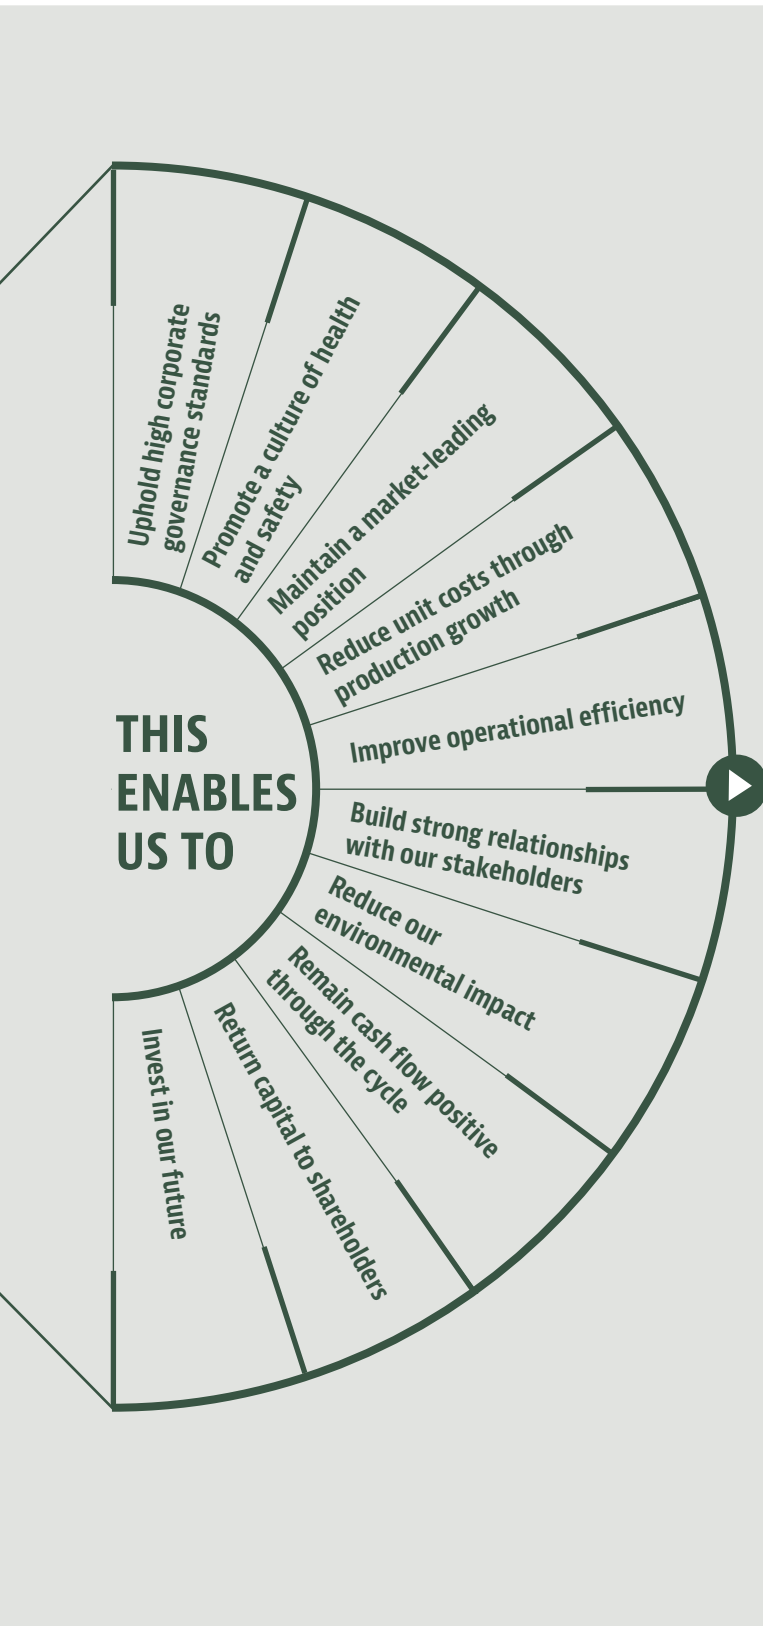 Uphold high corporate
governance standards
Promote a culture of health
and safety
Maintain a market-leading
position
Reduce unit costs through
production growth
Improve operational efficiency
THIS
ENABLES
US TO
Build strong relationships
with our stakeholders
Reduce our
environmental impact
Remain cash flow positive
through the cycle
Return capital to shareholders
Invest in our future